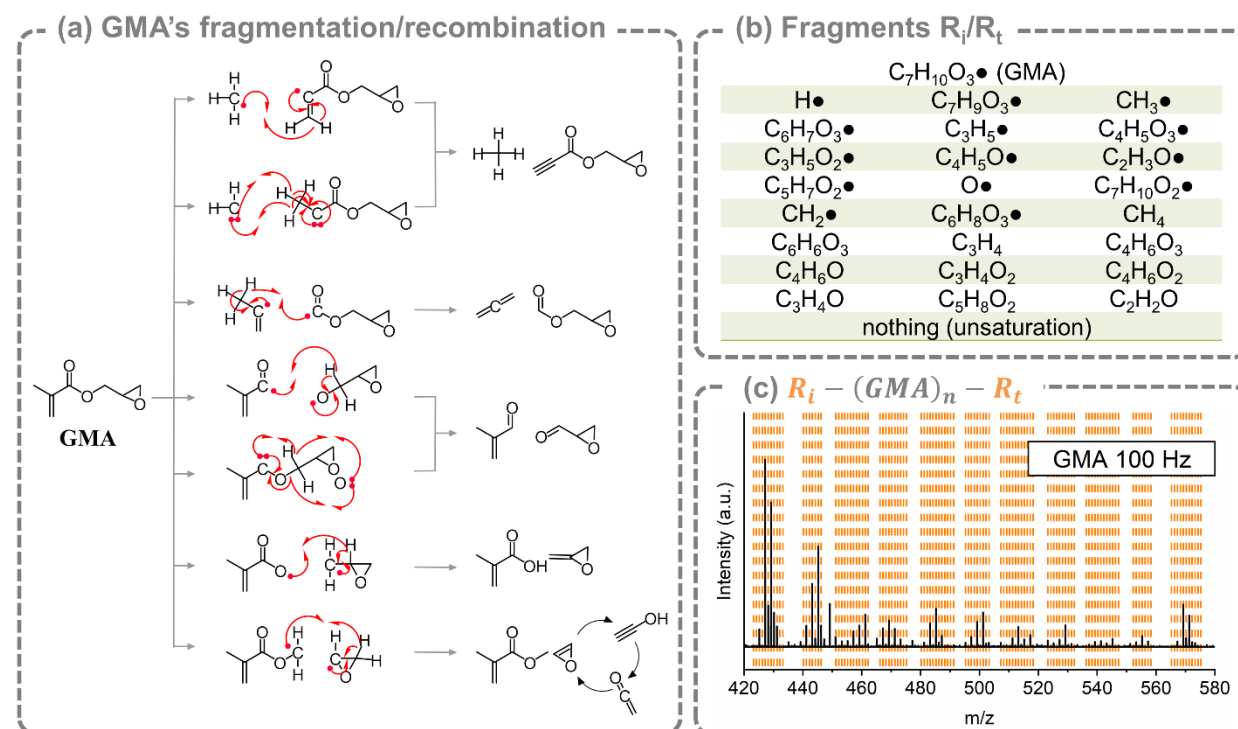 (a) GMA's fragmentation/recombination
GMA
(b) Fragments Rᵢ/Rₜ
C₇H₁₀O₃● (GMA)
H● C₇H₉O₃● CH₃●
C₆H₇O₃● C₃H₅● C₄H₅O₃●
C₃H₅O₂● C₄H₅O● C₂H₃O●
C₅H₇O₂● O● C₇H₁₀O₂●
CH₂● C₆H₈O₃● CH₄
C₆H₆O₃ C₃H₄ C₄H₆O₃
C₄H₆O C₃H₄O₂ C₄H₆O₂
C₃H₄O C₅H₈O₂ C₂H₂O
nothing (unsaturation)
(c) Rᵢ − (GMA)ₙ − Rₜ
GMA 100 Hz
Intensity (a.u.)
420 440 460 480 500 520 540 560 580
m/z